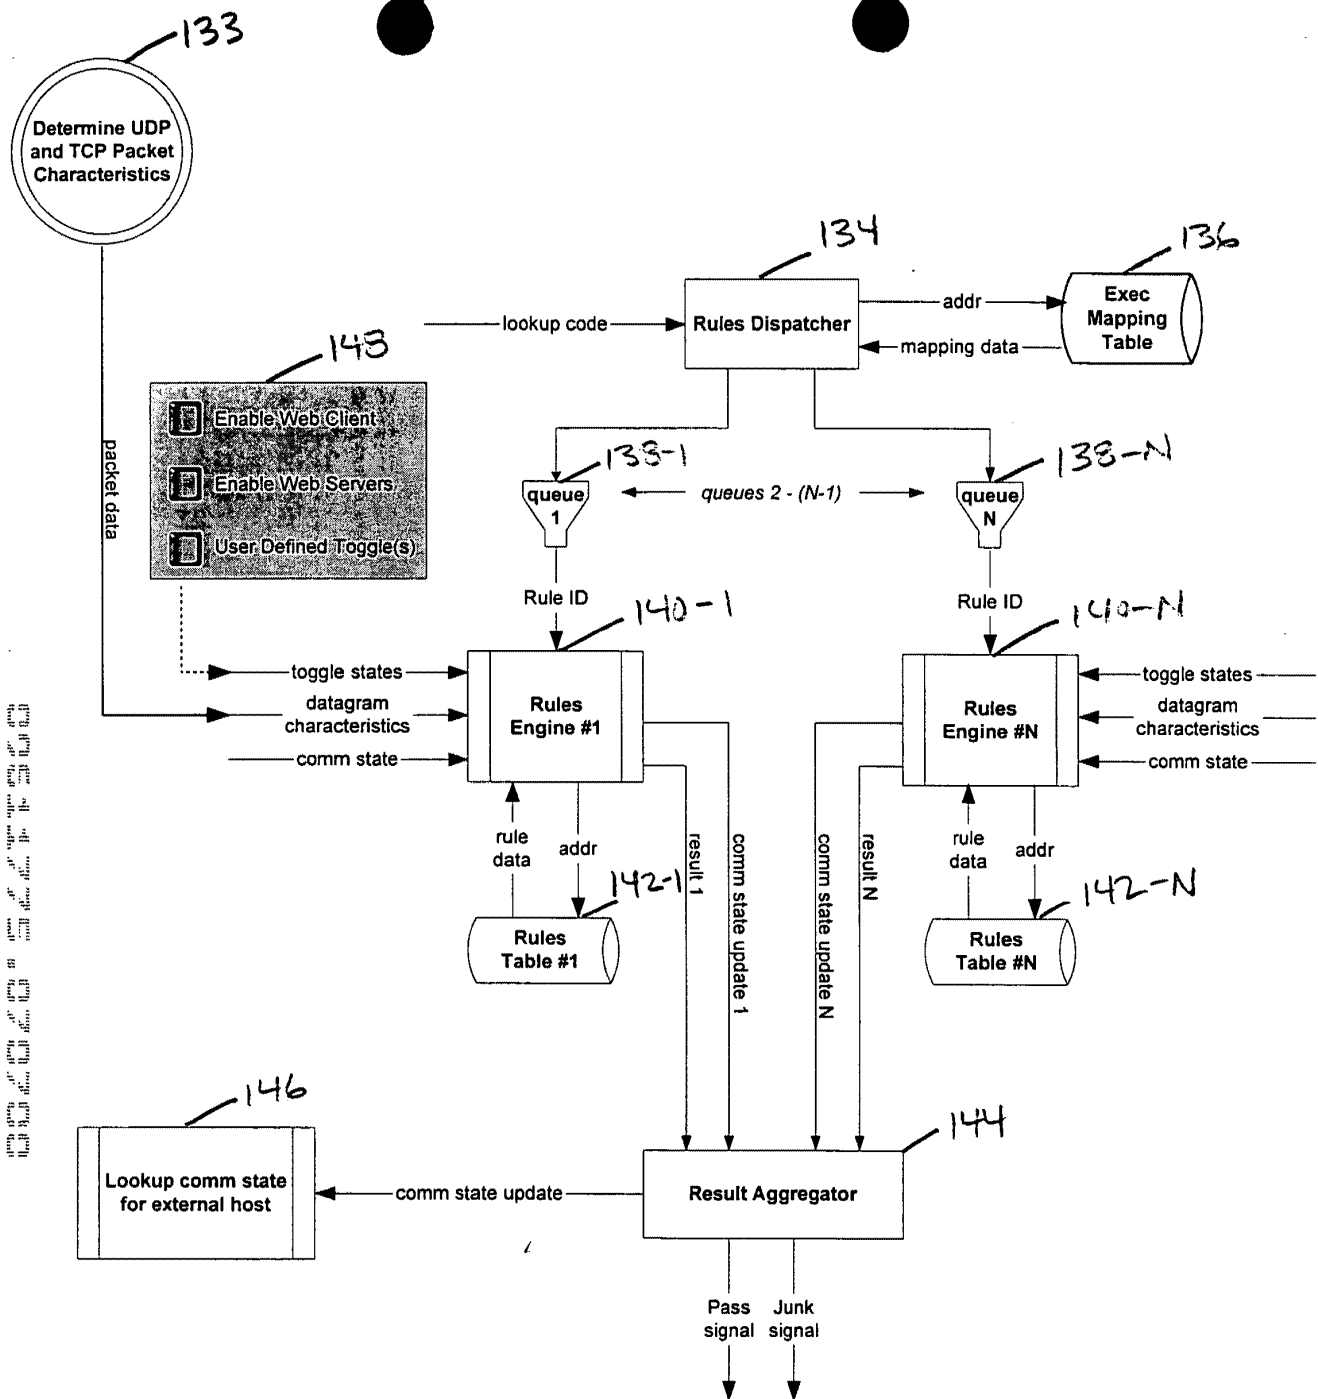 133
Determine UDP
and TCP Packet
Characteristics
134
136
Rules Dispatcher
lookup code
addr
mapping data
Exec
Mapping
Table
148
Enable Web Client
Enable Web Servers
User Defined Toggle(s)
packet data
138-1
138-N
queue
1
queues 2 - (N-1)
queue
N
Rule ID
Rule ID
140-1
140-N
toggle states
datagram
characteristics
comm state
Rules
Engine #1
Rules
Engine #N
toggle states
datagram
characteristics
comm state
rule
data
addr
result 1
comm state update 1
comm state update N
result N
rule
data
addr
142-1
142-N
Rules
Table #1
Rules
Table #N
146
144
Lookup comm state
for external host
comm state update
Result Aggregator
Pass
signal
Junk
signal